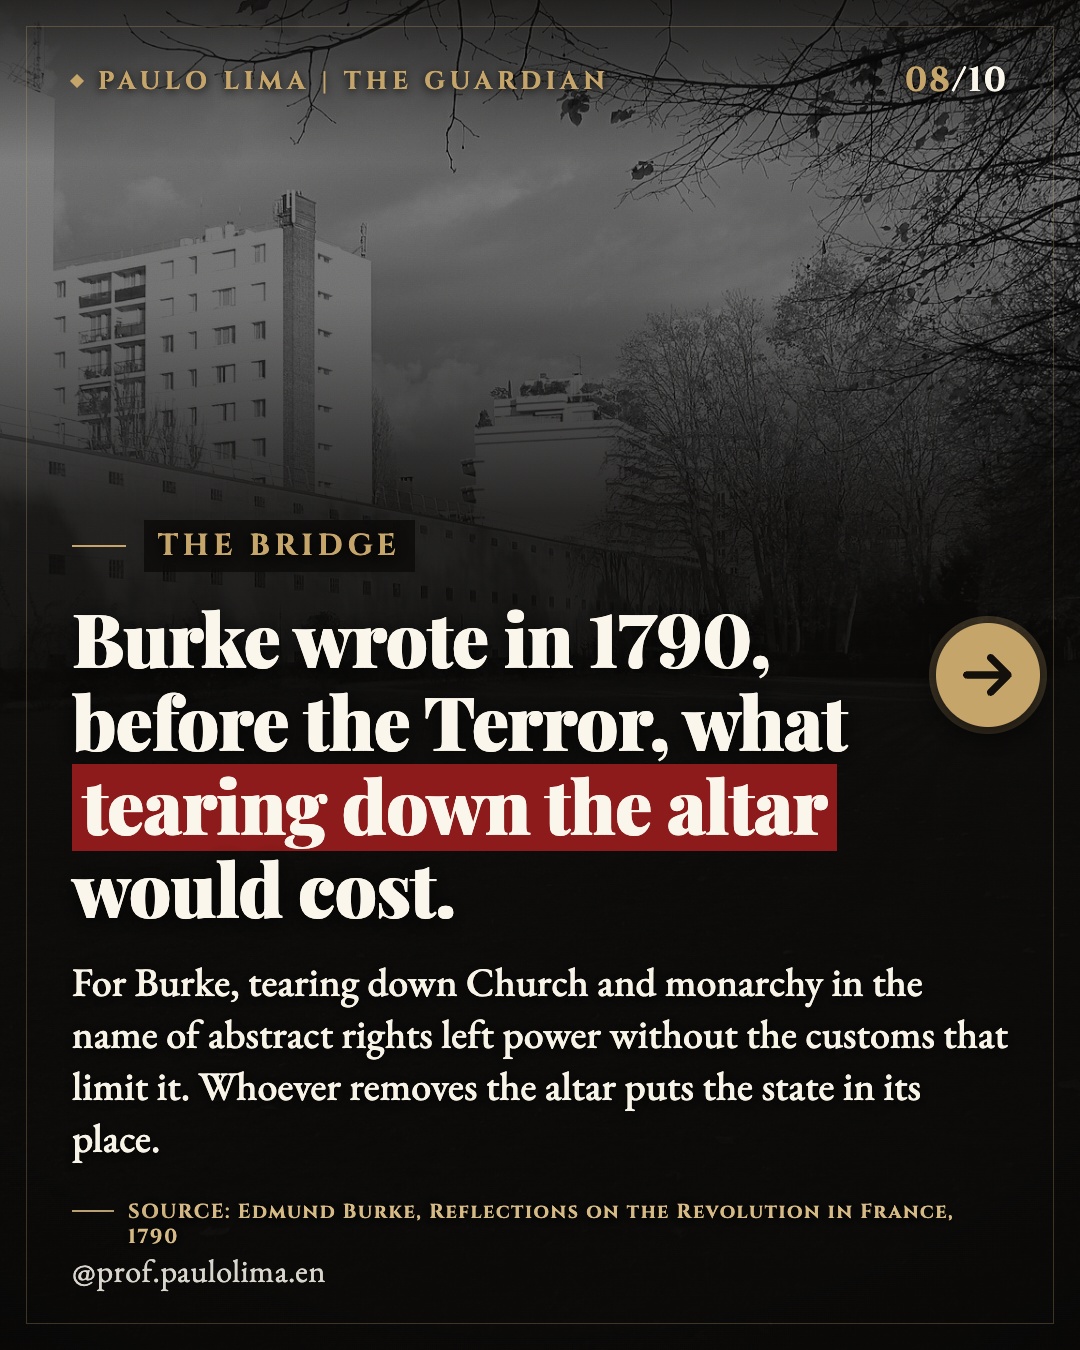 ◆ PAULO LIMA | THE GUARDIAN
08/10
THE BRIDGE
Burke wrote in 1790,
before the Terror, what
tearing down the altar
would cost.
For Burke, tearing down Church and monarchy in the
name of abstract rights left power without the customs that
limit it. Whoever removes the altar puts the state in its
place.
SOURCE: Edmund Burke, Reflections on the Revolution in France,
1790
@prof.paulolima.en